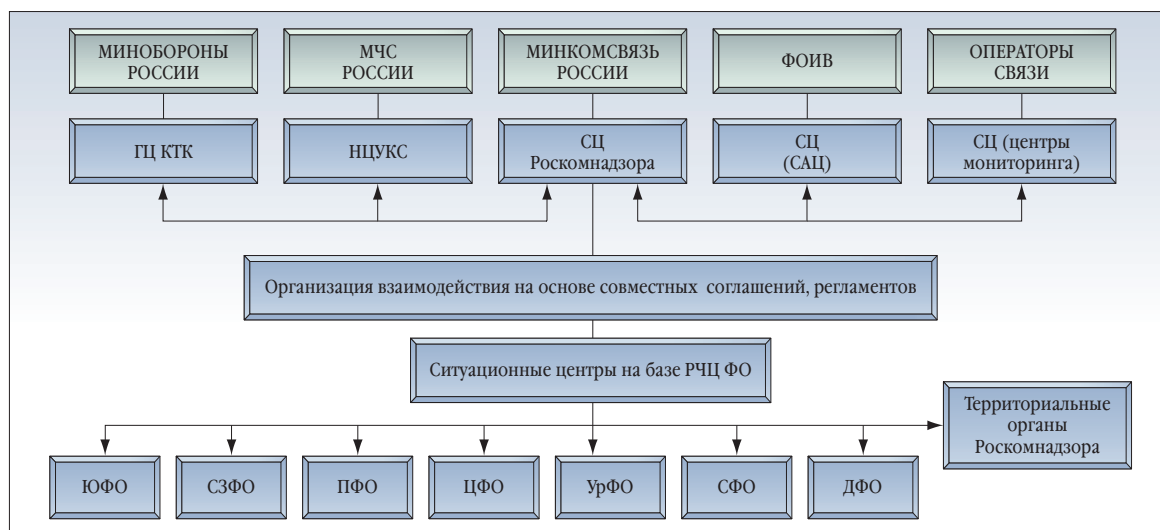 МИНОБОРОНЫ
РОССИИ
МЧС
РОССИИ
МИНКОМСВЯЗЬ
РОССИИ
ФОИВ
ОПЕРАТОРЫ
СВЯЗИ
ГЦ КТК
НЦУКС
СЦ
Роскомнадзора
СЦ
(САЦ)
СЦ (центры
мониторинга)
Организация взаимодействия на основе совместных соглашений, регламентов
Ситуационные центры на базе РЧЦ ФО
Территориальные
органы
Роскомнадзора
ЮФО
СЗФО
ПФО
ЦФО
УрФО
СФО
ДФО